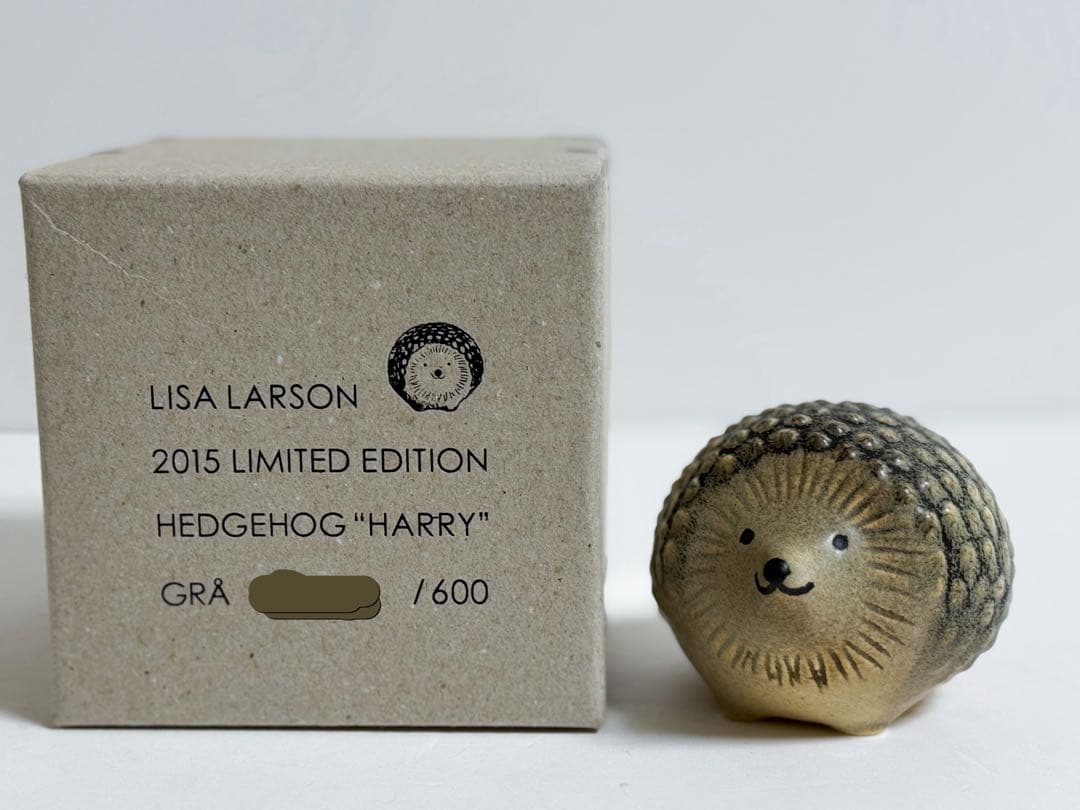 LISA LARSON
2015 LIMITED EDITION
HEDGEHOG “HARRY”
GRÅ /600